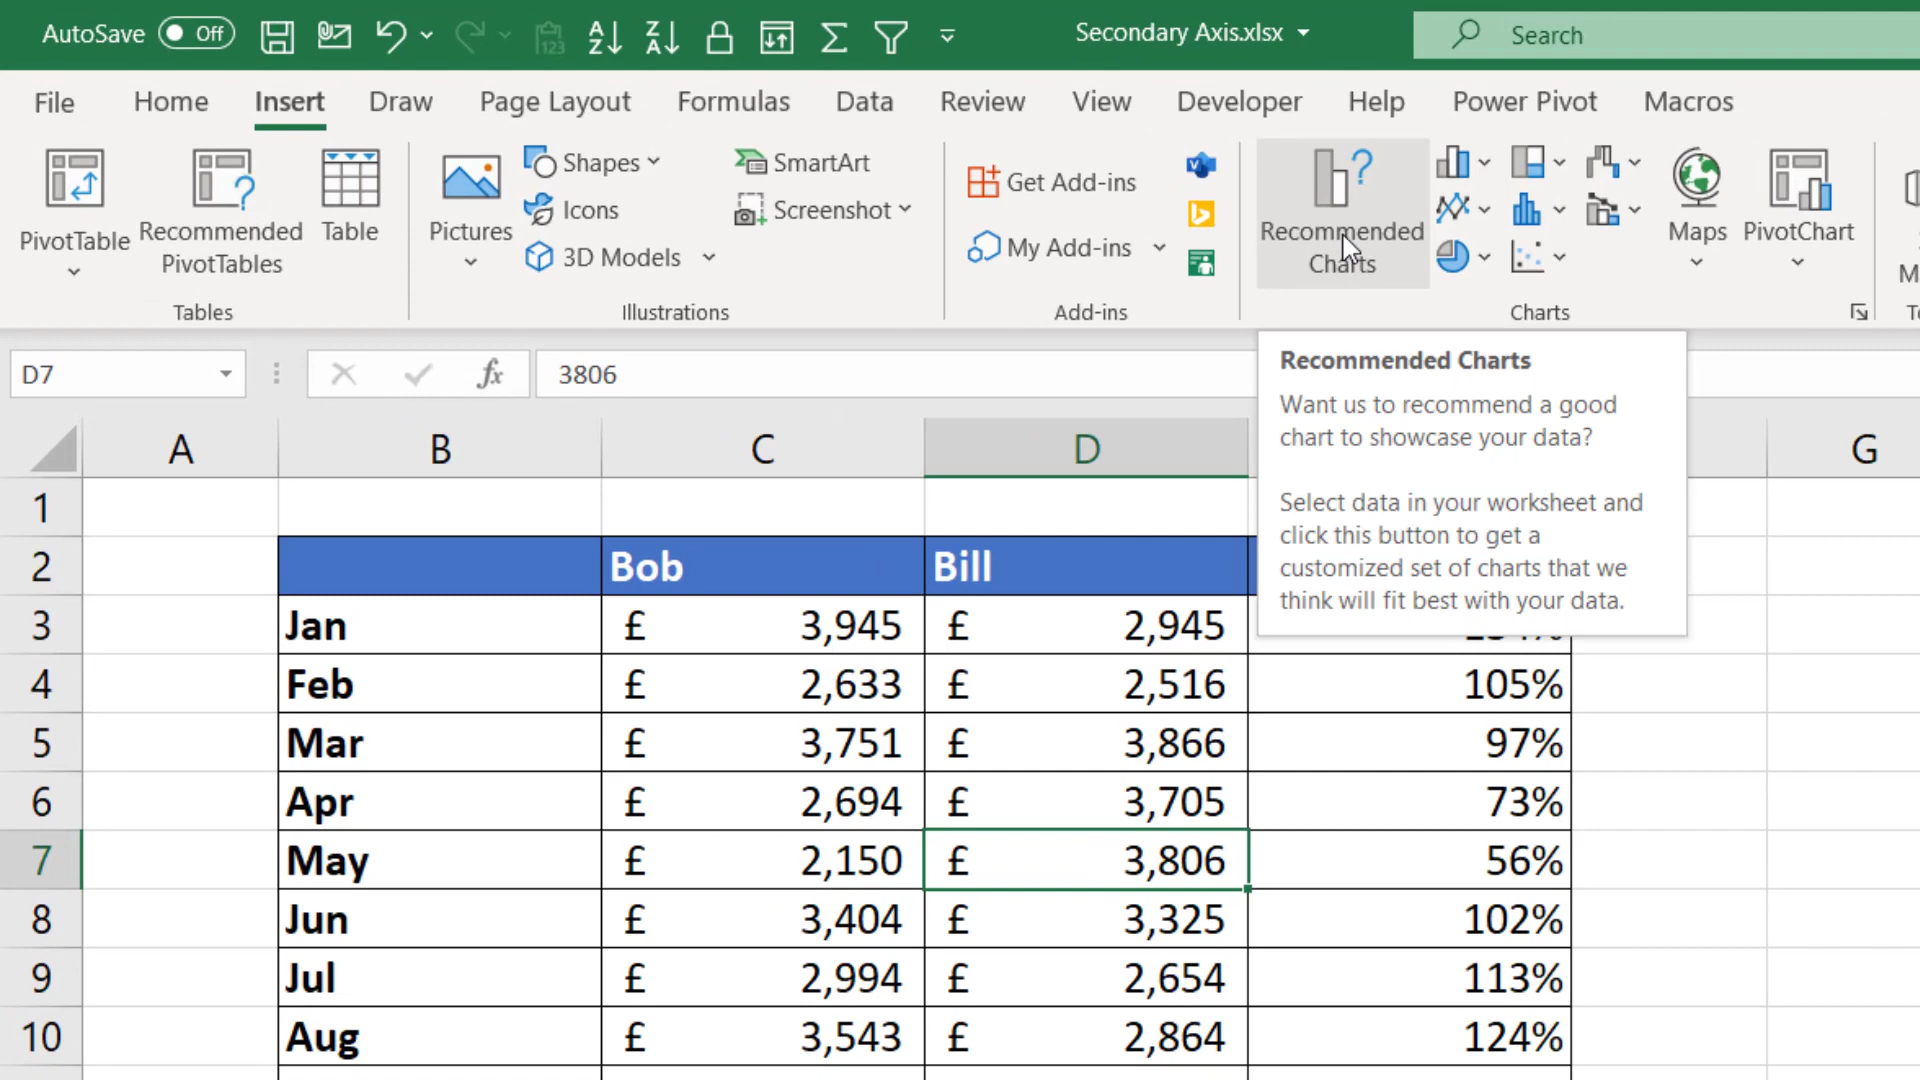 AutoSave Off Secondary Axis.xlsx Search
File Home Insert Draw Page Layout Formulas Data Review View Developer Help Power Pivot Macros
PivotTable
Recommended
PivotTables
Table
Tables
Pictures
Shapes
Icons
3D Models
SmartArt
Screenshot
Illustrations
Get Add-ins
My Add-ins
Add-ins
Recommended
Charts
Maps
PivotChart
Charts
D7 fx 3806
Recommended Charts
Want us to recommend a good
chart to showcase your data?
Select data in your worksheet and
click this button to get a
customized set of charts that we
think will fit best with your data.
A B C D G
1
2 Bob Bill
3 Jan £ 3,945 £ 2,945
4 Feb £ 2,633 £ 2,516 105%
5 Mar £ 3,751 £ 3,866 97%
6 Apr £ 2,694 £ 3,705 73%
7 May £ 2,150 £ 3,806 56%
8 Jun £ 3,404 £ 3,325 102%
9 Jul £ 2,994 £ 2,654 113%
10 Aug £ 3,543 £ 2,864 124%